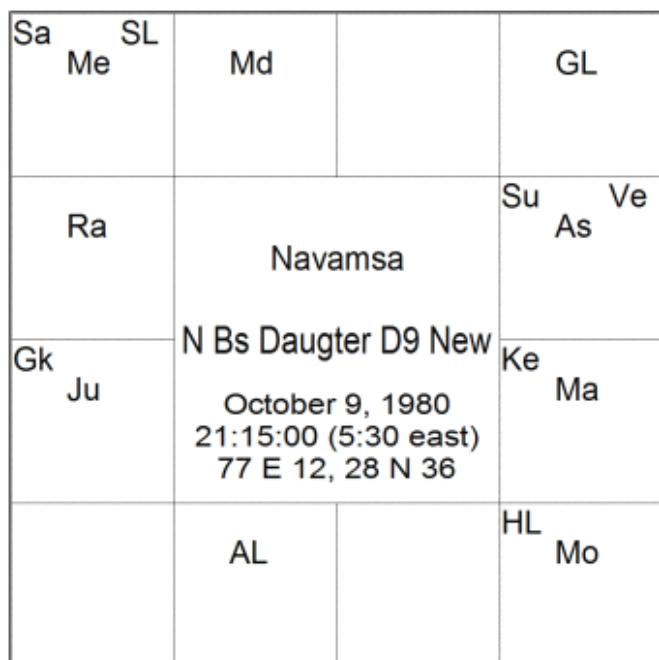 Sa SL
Me
Md
GL
Ra
Su Ve
As
Navamsa
N Bs Daugter D9 New
October 9, 1980
21:15:00 (5:30 east)
77 E 12, 28 N 36
Gk
Ju
Ke
Ma
AL
HL
Mo